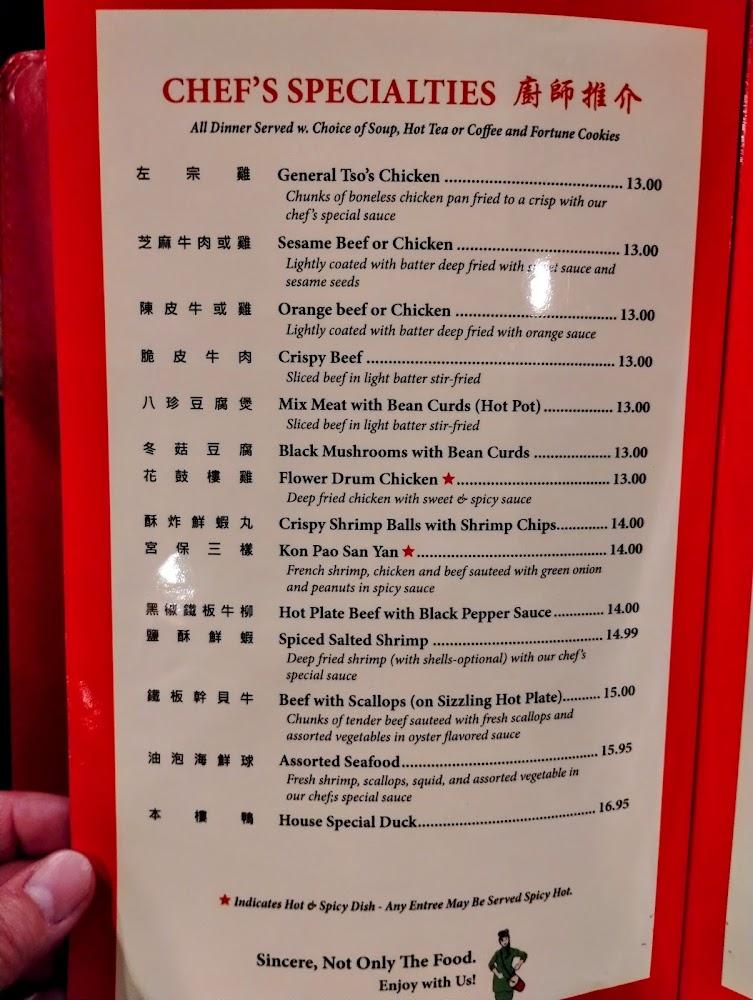 CHEF'S SPECIALTIES 廚師推介
All Dinner Served w. Choice of Soup, Hot Tea or Coffee and Fortune Cookies
左宗雞 General Tso's Chicken 13.00
Chunks of boneless chicken pan fried to a crisp with our
chef's special sauce
芝麻牛肉或雞 Sesame Beef or Chicken 13.00
Lightly coated with batter deep fried with sweet sauce and
sesame seeds
陳皮牛或雞 Orange beef or Chicken 13.00
Lightly coated with batter deep fried with orange sauce
脆皮牛肉 Crispy Beef 13.00
Sliced beef in light batter stir-fried
八珍豆腐煲 Mix Meat with Bean Curds (Hot Pot) 13.00
Sliced beef in light batter stir-fried
冬菇豆腐 Black Mushrooms with Bean Curds 13.00
花鼓樓雞 Flower Drum Chicken ★ 13.00
Deep fried chicken with sweet & spicy sauce
酥炸鮮蝦丸 Crispy Shrimp Balls with Shrimp Chips 14.00
宮保三樣 Kon Pao San Yan ★ 14.00
French shrimp, chicken and beef sauteed with green onion
and peanuts in spicy sauce
黑椒鐵板牛柳 Hot Plate Beef with Black Pepper Sauce 14.00
鹽酥鮮蝦 Spiced Salted Shrimp 14.99
Deep fried shrimp (with shells-optional) with our chef's
special sauce
鐵板幹貝牛 Beef with Scallops (on Sizzling Hot Plate) 15.00
Chunks of tender beef sauteed with fresh scallops and
assorted vegetables in oyster flavored sauce
油泡海鮮球 Assorted Seafood 15.95
Fresh shrimp, scallops, squid, and assorted vegetable in
our chef;s special sauce
本樓鴨 House Special Duck 16.95
★ Indicates Hot & Spicy Dish - Any Entree May Be Served Spicy Hot.
Sincere, Not Only The Food.
Enjoy with Us!